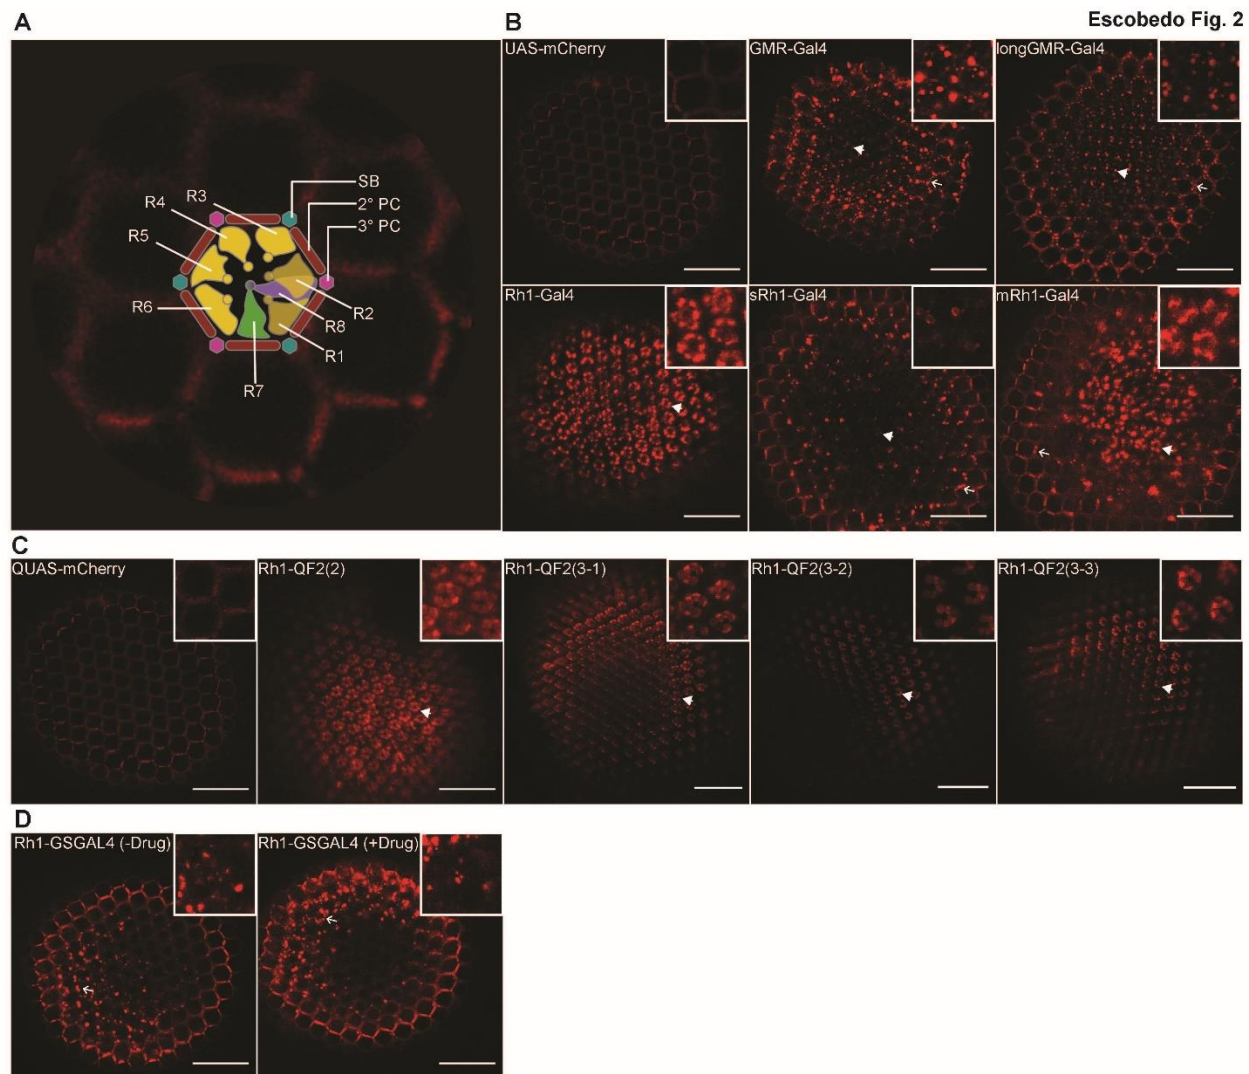 A
B
Escobedo Fig. 2
R3
R4
R5
R6
R7
SB
2° PC
3° PC
R2
R8
R1
UAS-mCherry
GMR-Gal4
longGMR-Gal4
Rh1-Gal4
sRh1-Gal4
mRh1-Gal4
C
QUAS-mCherry
Rh1-QF2(2)
Rh1-QF2(3-1)
Rh1-QF2(3-2)
Rh1-QF2(3-3)
D
Rh1-GSGAL4 (-Drug)
Rh1-GSGAL4 (+Drug)